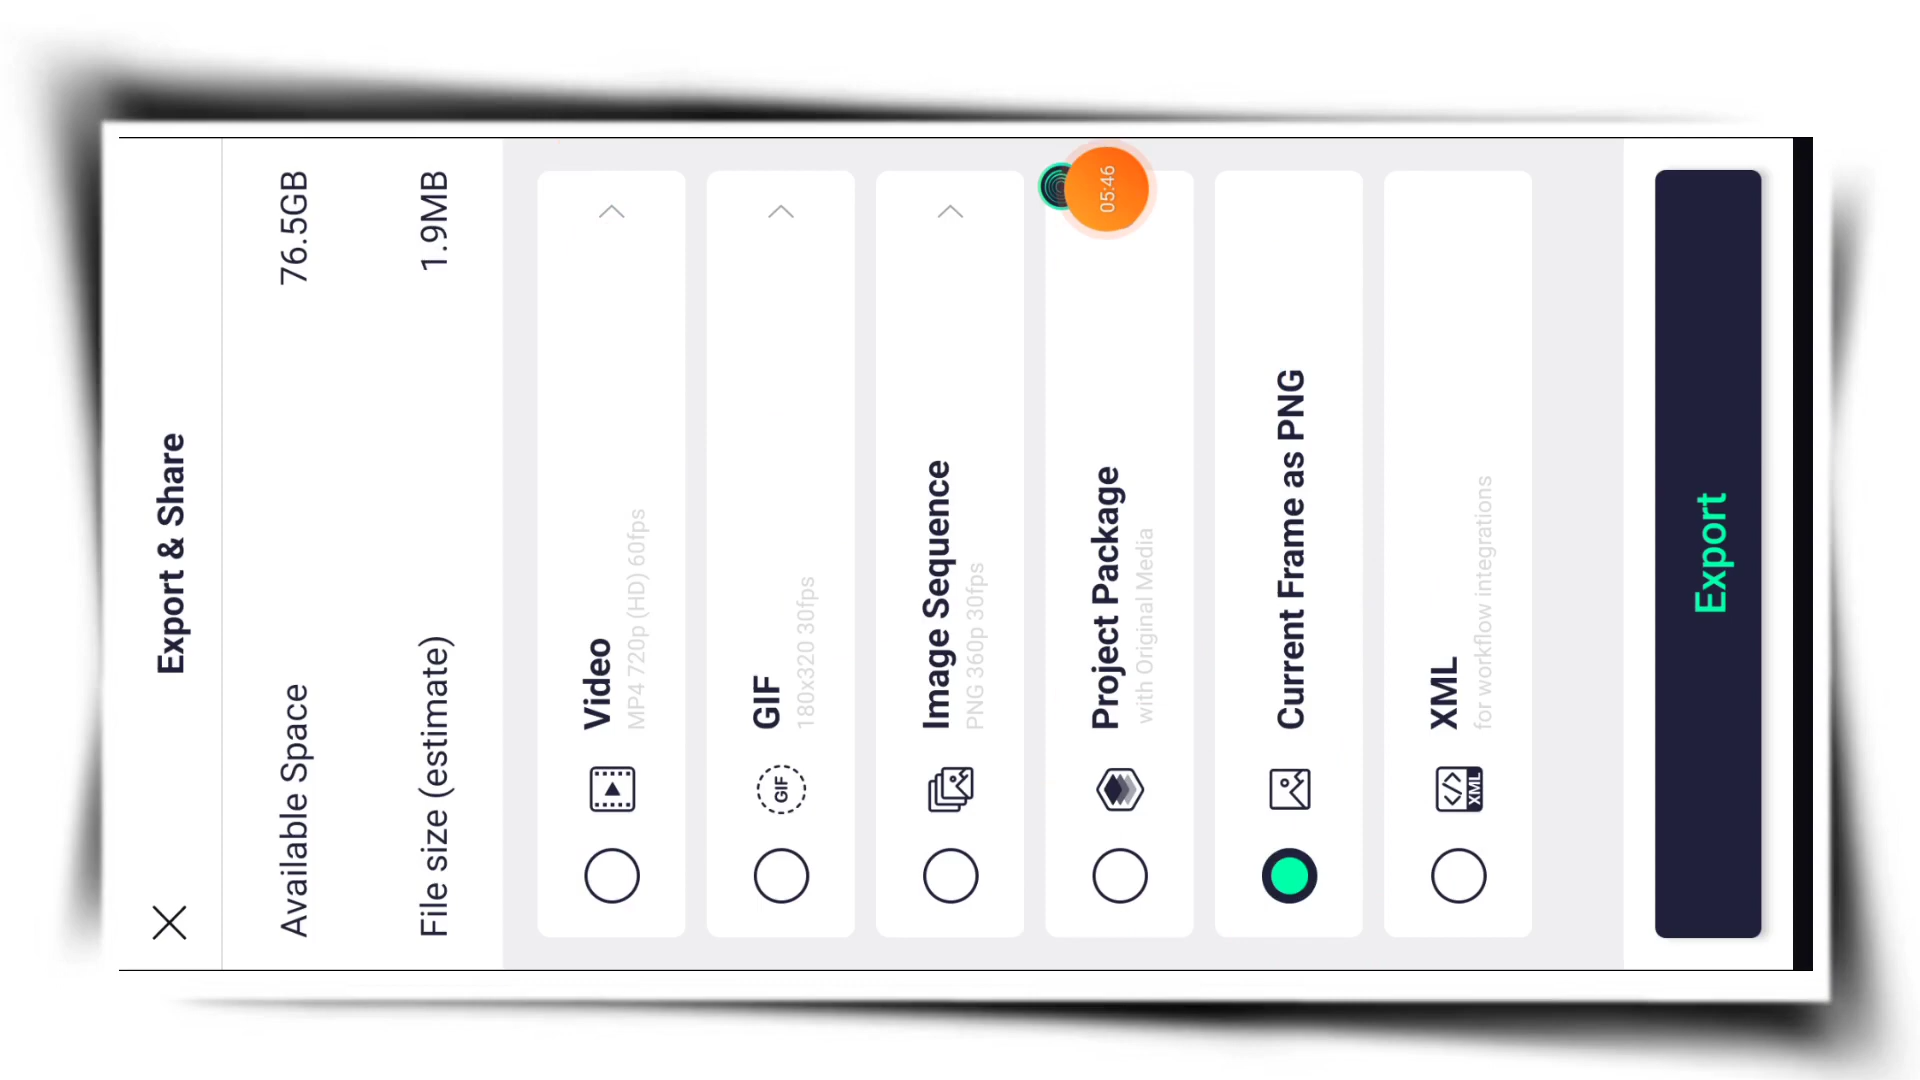 Export & Share
Available Space 76.5GB
File size (estimate) 1.9MB
Video
MP4 720p (HD) 60fps
GIF
GIF
180x320 30fps
Image Sequence
PNG 360p 30fps
05:46
Project Package
with Original Media
Current Frame as PNG
XML
XML
for workflow integrations
Export